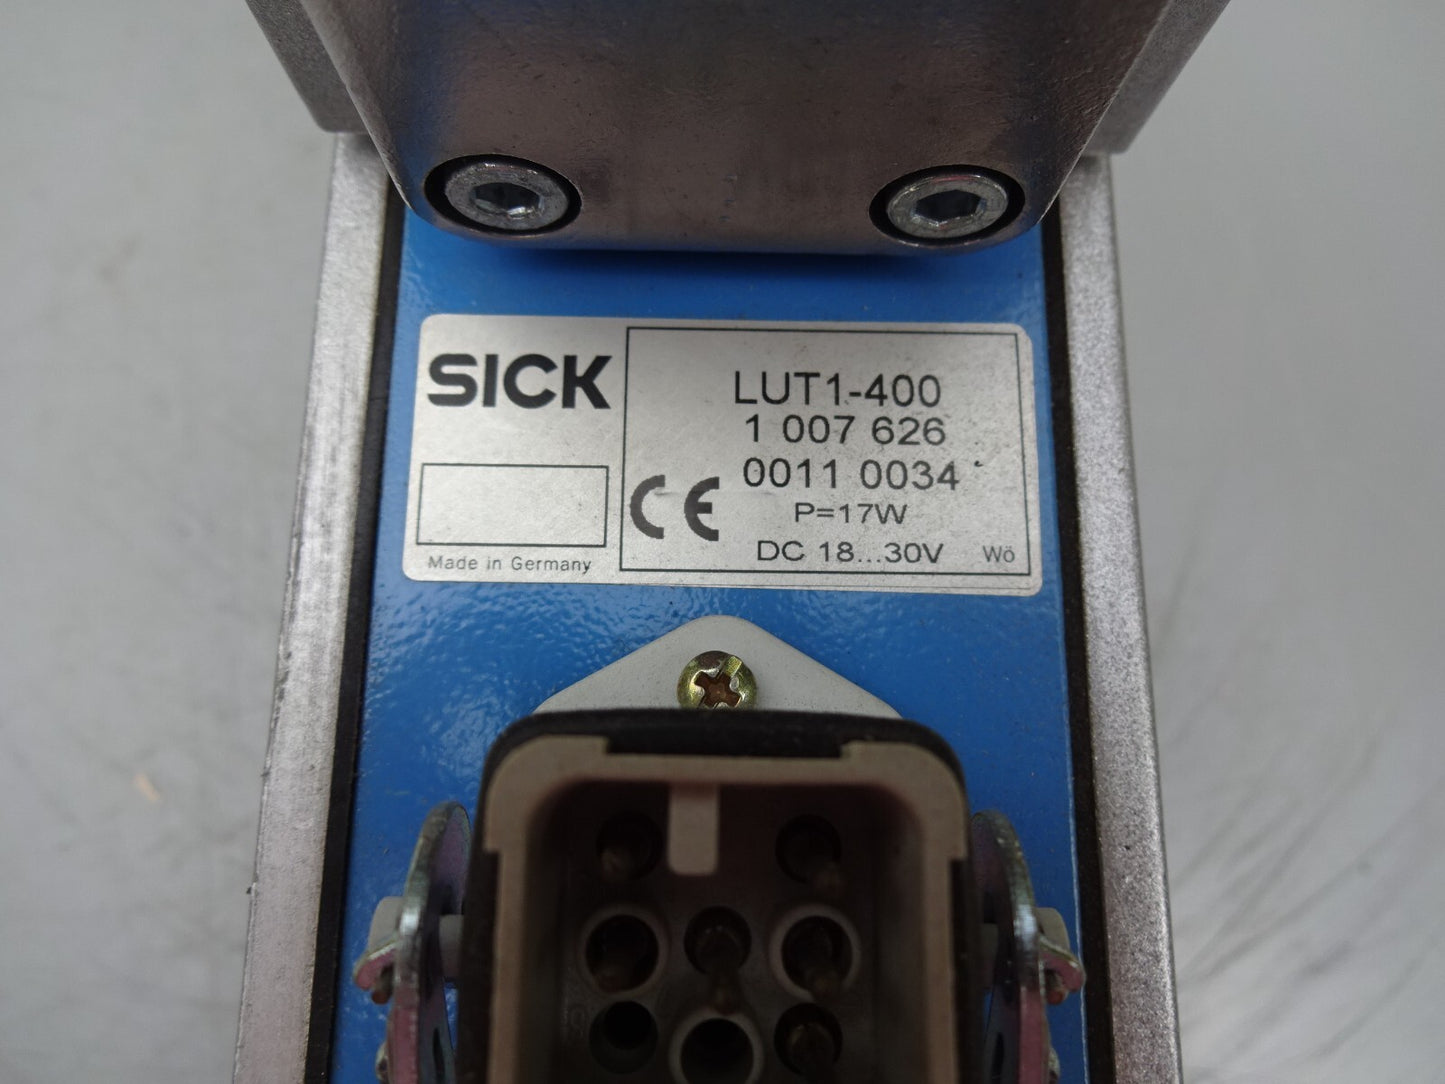 SICK
Made in Germany
LUT1-400
1 007 626
0011 0034
CE
P=17W
DC 18...30V Wö